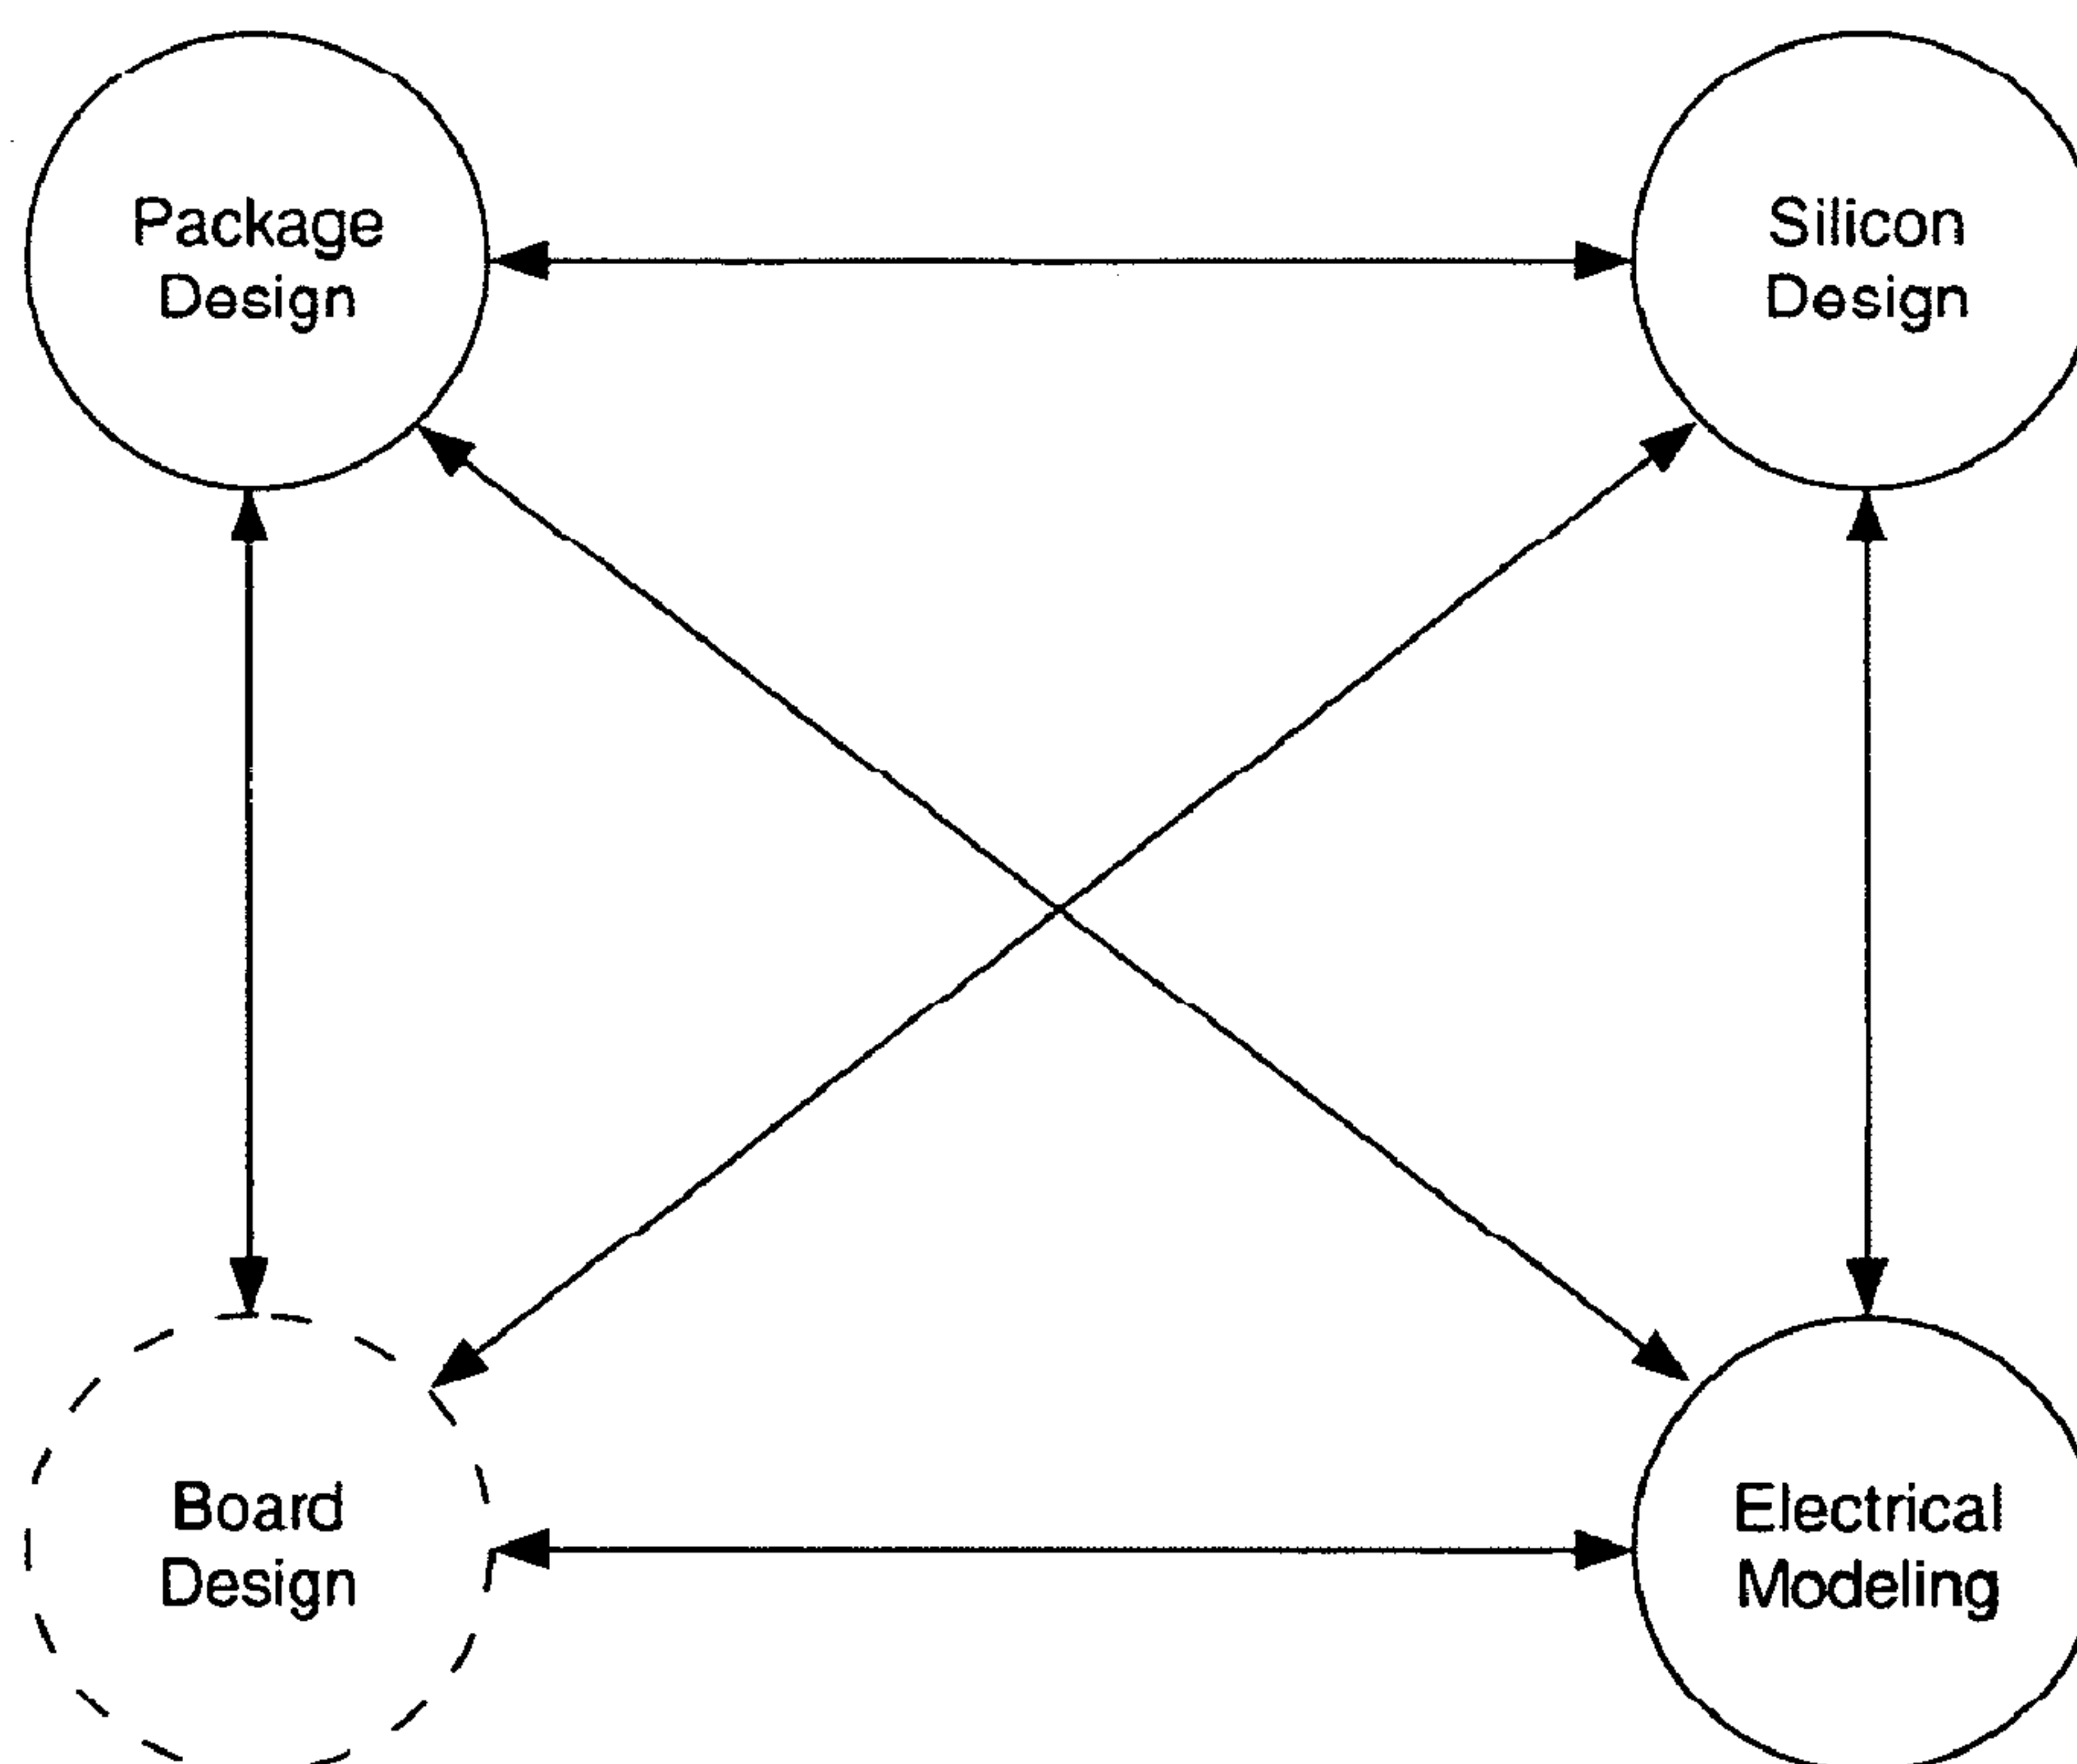 Package
Design
Silicon
Design
Board
Design
Electrical
Modeling